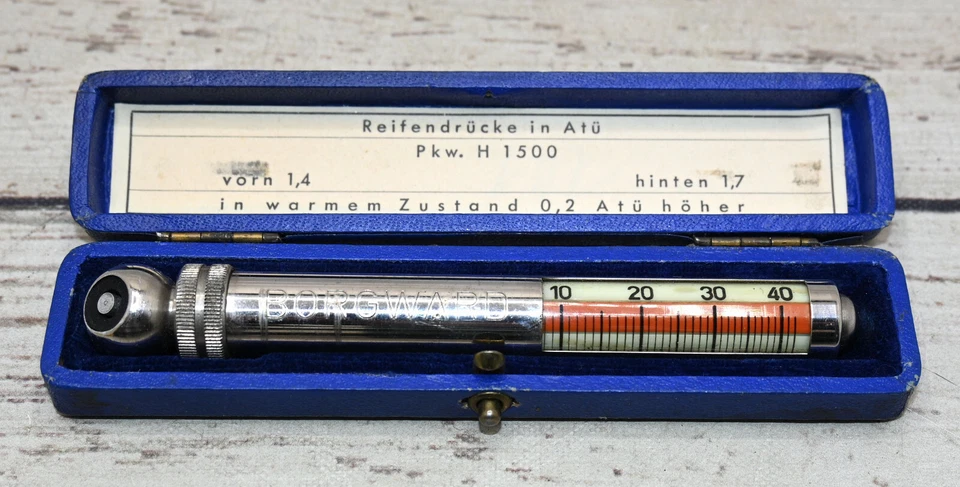 Reifendrücke in Atü
Pkw. H 1500
vorn 1,4 hinten 1,7
in warmem Zustand 0,2 Atü höher
BORGWARD
10 20 30 40